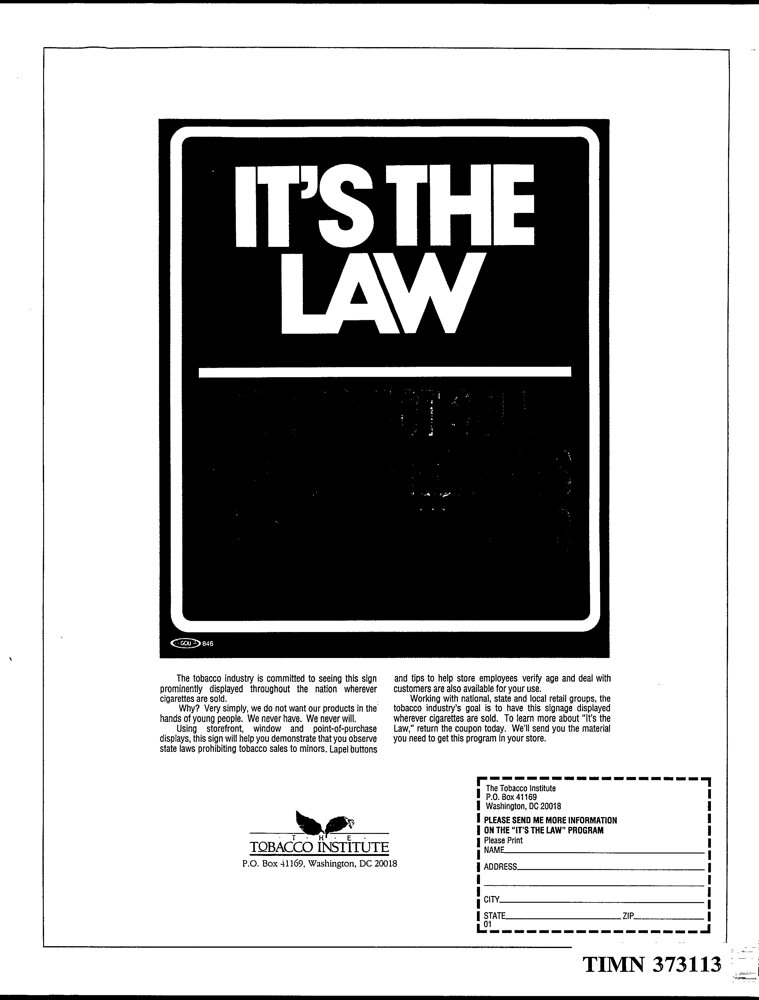 IT'S THE
LAW
GOU 846
The tobacco industry is committed to seeing this sign
prominently displayed throughout the nation wherever
cigarettes are sold.
Why? Very simply, we do not want our products in the
hands of young people. We never have. We never will.
Using storefront, window and point-of-purchase
displays, this sign will help you demonstrate that you observe
state laws prohibiting tobacco sales to minors. Lapel buttons
and tips to help store employees verify age and deal with
customers are also available for your use.
Working with national, state and local retail groups, the
tobacco industry's goal is to have this signage displayed
wherever cigarettes are sold. To learn more about "It's the
Law," return the coupon today. We'll send you the material
you need to get this program in your store.
T·H·E
TOBACCO INSTITUTE
P.O. Box 41169, Washington, DC 20018
The Tobacco Institute
P.O. Box 41169
Washington, DC 20018
PLEASE SEND ME MORE INFORMATION
ON THE "IT'S THE LAW" PROGRAM
Please Print
NAME
ADDRESS
CITY
STATE ZIP
01
TIMN 373113